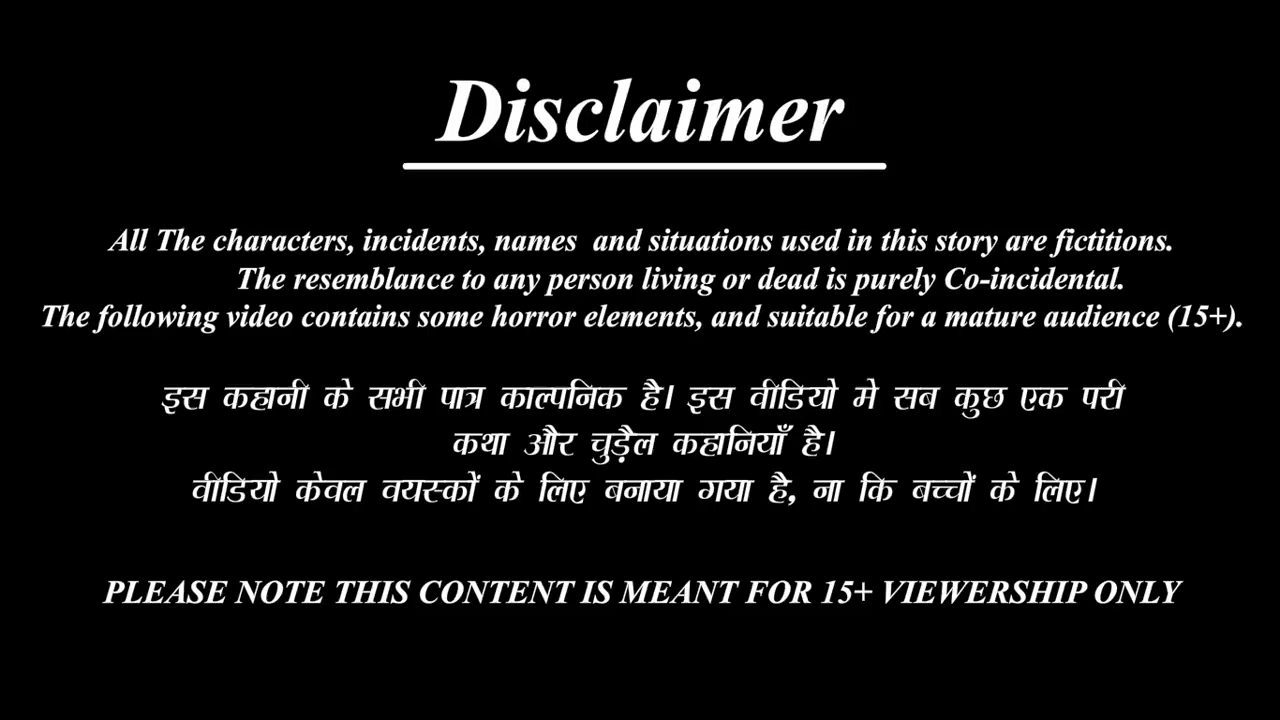 Disclaimer
All The characters, incidents, names and situations used in this story are fictitions.
The resemblance to any person living or dead is purely Co-incidental.
The following video contains some horror elements, and suitable for a mature audience (15+).
इस कहानी के सभी पात्र काल्पनिक है। इस वीडियो मे सब कुछ एक परी
कथा और चुड़ैल कहानियाँ है।
वीडियो केवल वयस्कों के लिए बनाया गया है, ना कि बच्चों के लिए।
PLEASE NOTE THIS CONTENT IS MEANT FOR 15+ VIEWERSHIP ONLY